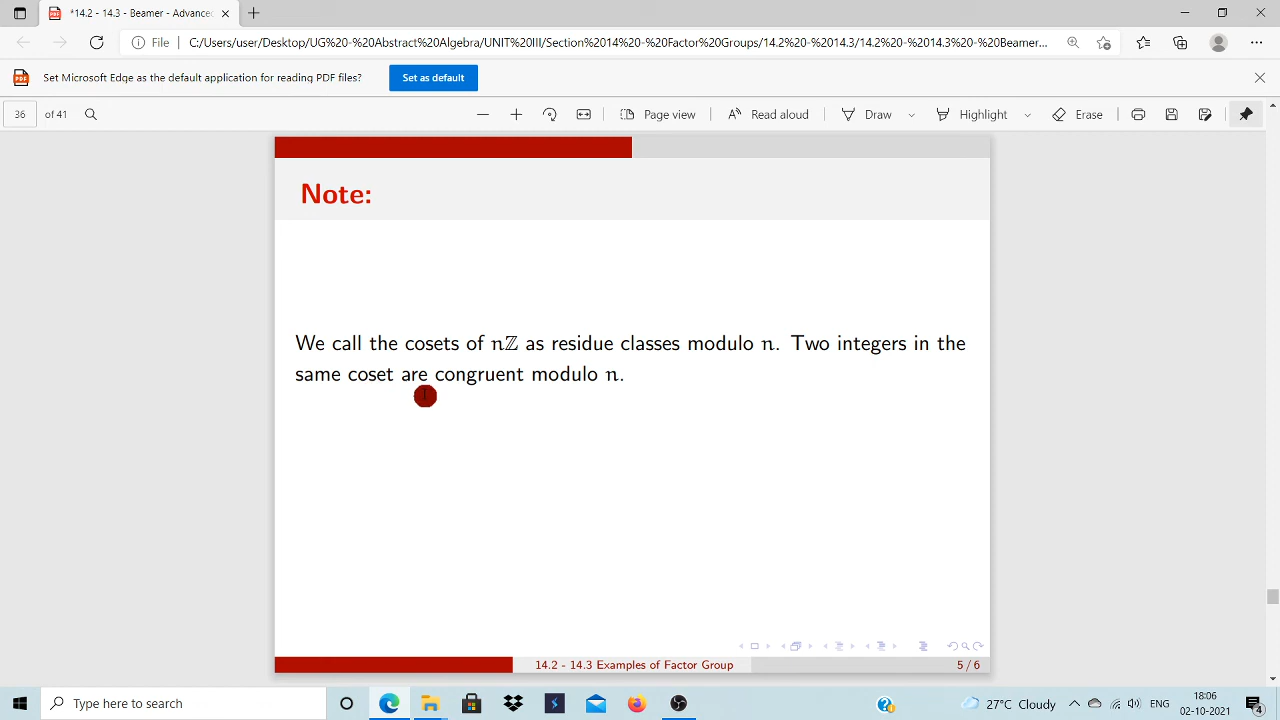 *14.2 - 14.3 - Beamer - Advanced
File
C:/Users/user/Desktop/UG%20-%20Abstract%20Algebra/UNIT%20III/Section%2014%20-%20Factor%20Groups/14.2%20-%2014.3/14.2%20-%2014.3%20-%20Beamer...
Set Microsoft Edge as the default application for reading PDF files?
Set as default
36
of 41
Page view
Read aloud
Draw
Highlight
Erase
Note:
We call the cosets of nℤ as residue classes modulo n. Two integers in the
same coset are congruent modulo n.
14.2 - 14.3 Examples of Factor Group
5 / 6
Type here to search
27°C Cloudy
ENG
18:06
02-10-2021
4